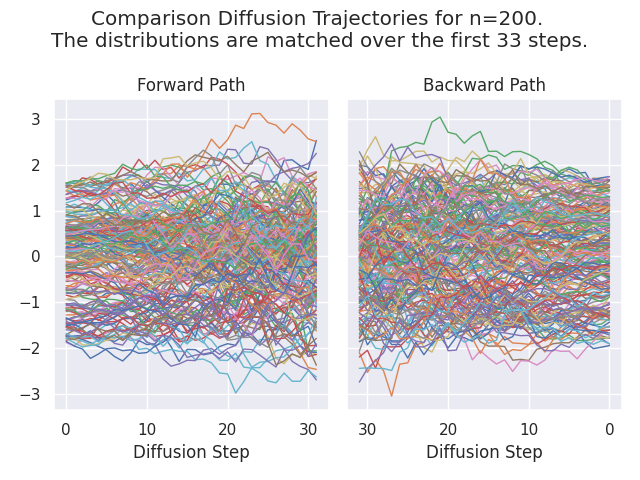 Comparison Diffusion Trajectories for n=200.
The distributions are matched over the first 33 steps.
Forward Path
Backward Path
3
2
1
0
−1
−2
−3
0 10 20 30
30 20 10 0
Diffusion Step
Diffusion Step